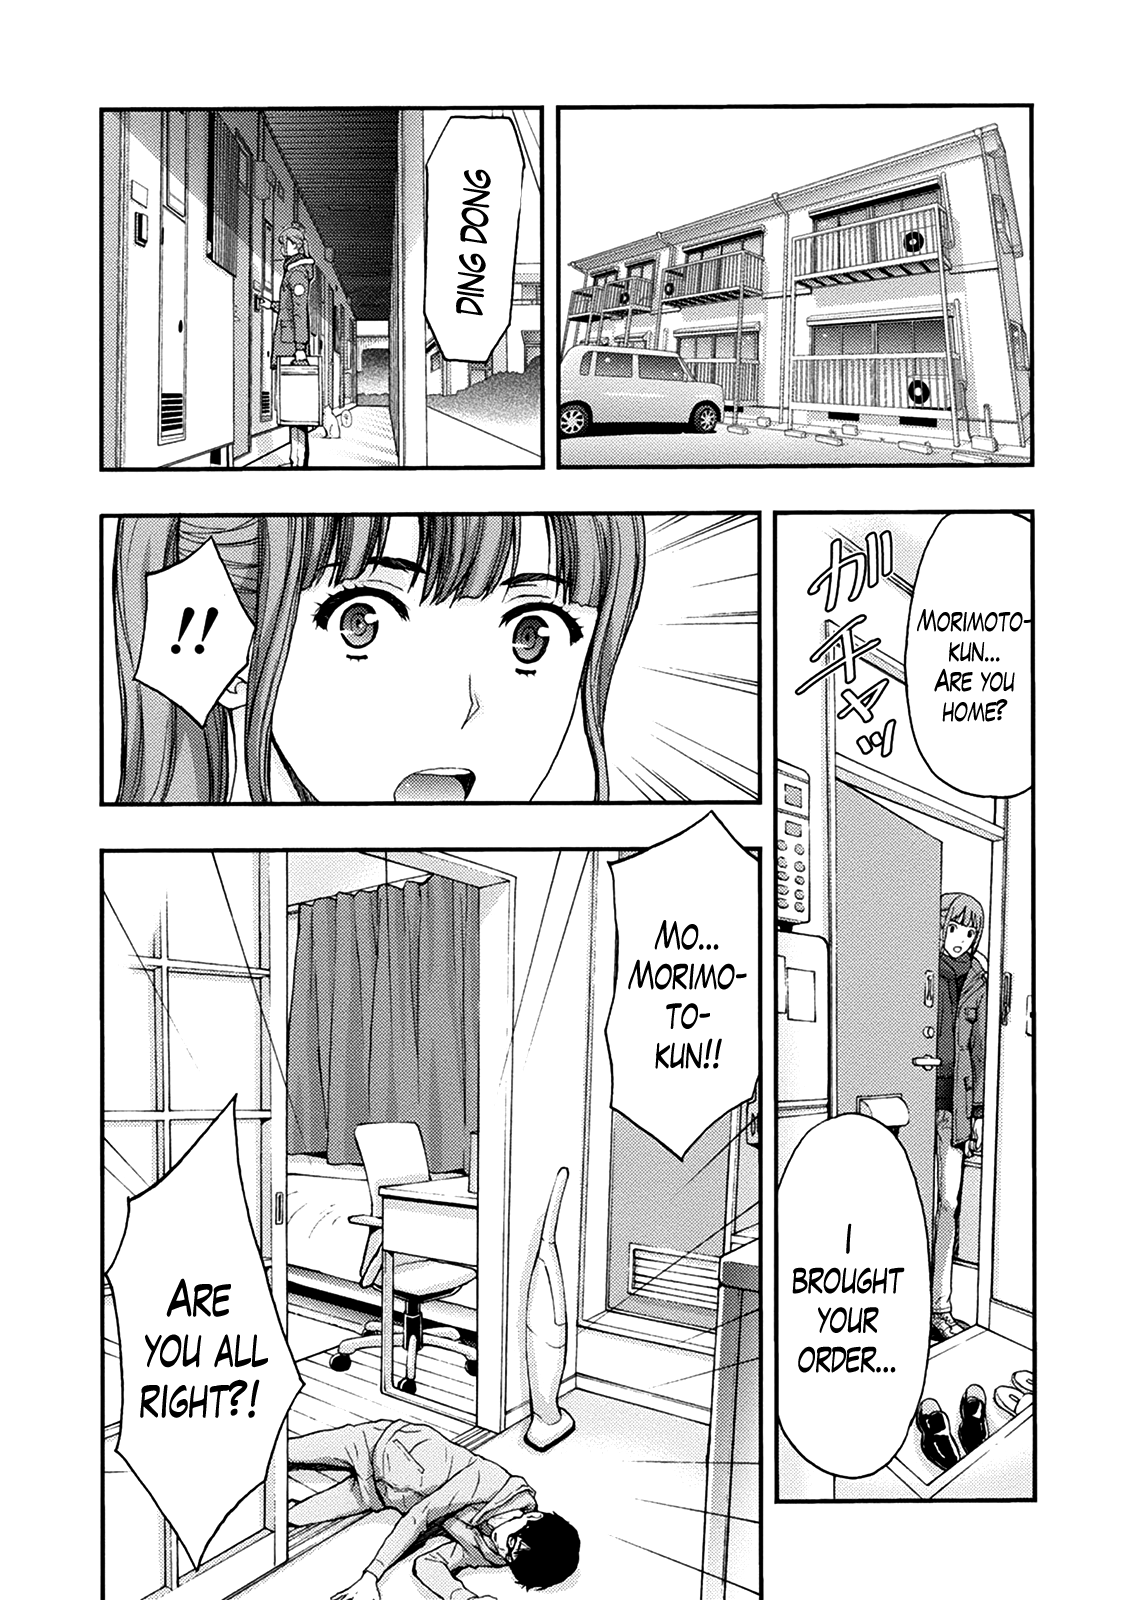 DING DONG
MORIMOTO-
KUN...
ARE YOU
HOME?
ガチャッ
I
BROUGHT
YOUR
ORDER...
!!
MO...
MORIMO-
TO-
KUN!!
ARE
YOU ALL
RIGHT?!